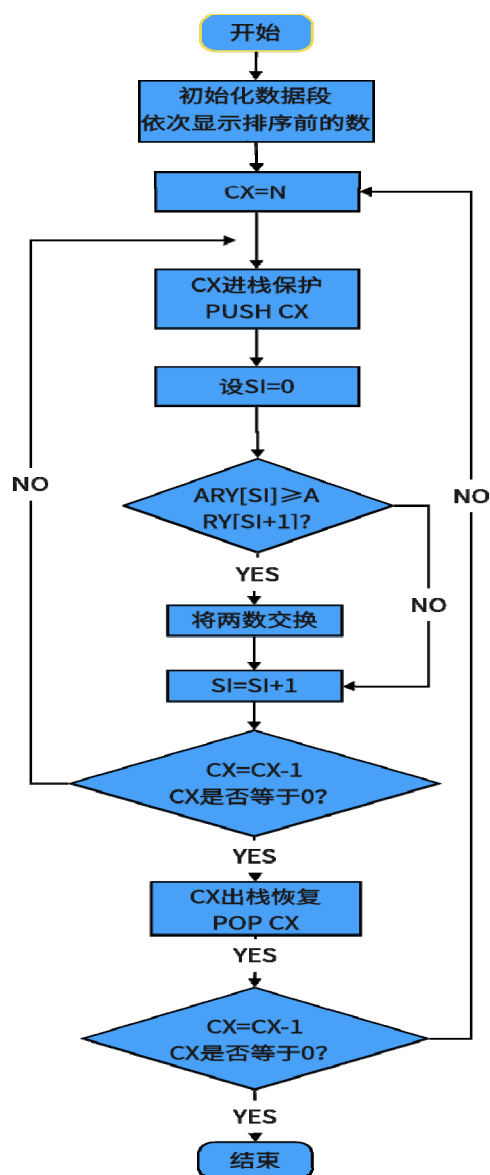 开始
初始化数据段
依次显示排序前的数
CX=N
CX进栈保护
PUSH CX
设SI=0
NO
NO
ARY[SI]≥A
RY[SI+1]?
YES
NO
将两数交换
SI=SI+1
CX=CX-1
CX是否等于0?
YES
CX出栈恢复
POP CX
YES
CX=CX-1
CX是否等于0?
YES
结束